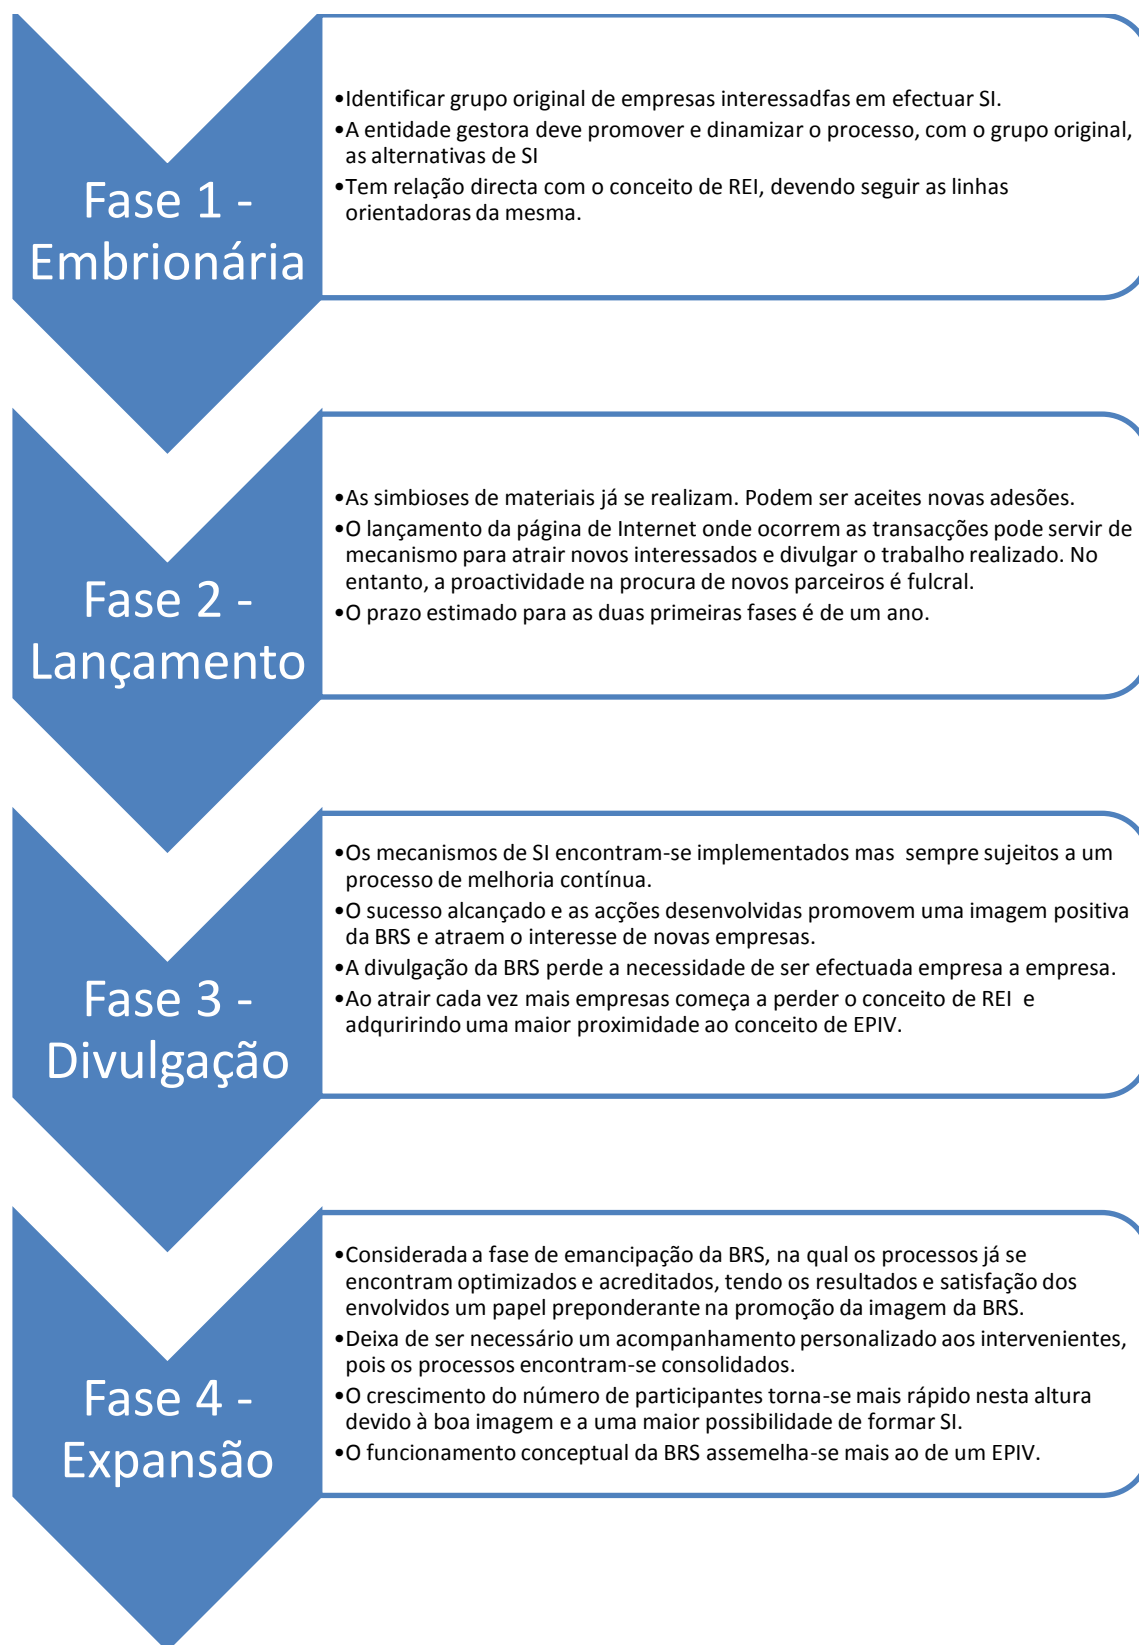 Fase 1 -
Embrionária
•Identificar grupo original de empresas interessadfas em efectuar SI.
•A entidade gestora deve promover e dinamizar o processo, com o grupo original,
as alternativas de SI
•Tem relação directa com o conceito de REI, devendo seguir as linhas
orientadoras da mesma.
Fase 2 -
Lançamento
•As simbioses de materiais já se realizam. Podem ser aceites novas adesões.
•O lançamento da página de Internet onde ocorrem as transacções pode servir de
mecanismo para atrair novos interessados e divulgar o trabalho realizado. No
entanto, a proactividade na procura de novos parceiros é fulcral.
•O prazo estimado para as duas primeiras fases é de um ano.
Fase 3 -
Divulgação
•Os mecanismos de SI encontram-se implementados mas  sempre sujeitos a um
processo de melhoria contínua.
•O sucesso alcançado e as acções desenvolvidas promovem uma imagem positiva
da BRS e atraem o interesse de novas empresas.
•A divulgação da BRS perde a necessidade de ser efectuada empresa a empresa.
•Ao atrair cada vez mais empresas começa a perder o conceito de REI  e
adquririndo uma maior proximidade ao conceito de EPIV.
Fase 4 -
Expansão
•Considerada a fase de emancipação da BRS, na qual os processos já se
encontram optimizados e acreditados, tendo os resultados e satisfação dos
envolvidos um papel preponderante na promoção da imagem da BRS.
•Deixa de ser necessário um acompanhamento personalizado aos intervenientes,
pois os processos encontram-se consolidados.
•O crescimento do número de participantes torna-se mais rápido nesta altura
devido à boa imagem e a uma maior possibilidade de formar SI.
•O funcionamento conceptual da BRS assemelha-se mais ao de um EPIV.